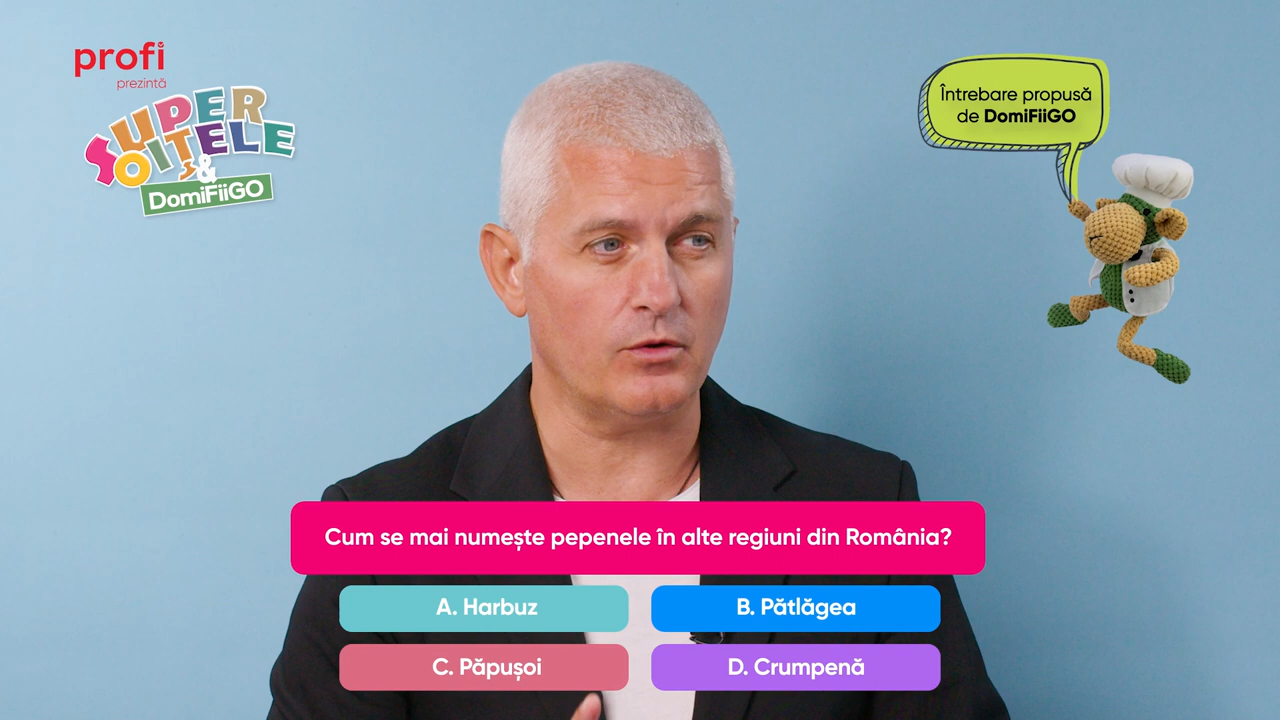 profi
prezintă
SUPER
ȘOIȚELE
&
DomiFiiGO
Întrebare propusă
de DomiFiiGO
Cum se mai numește pepenele în alte regiuni din România?
A. Harbuz
B. Pătlăgea
C. Păpușoi
D. Crumpenă